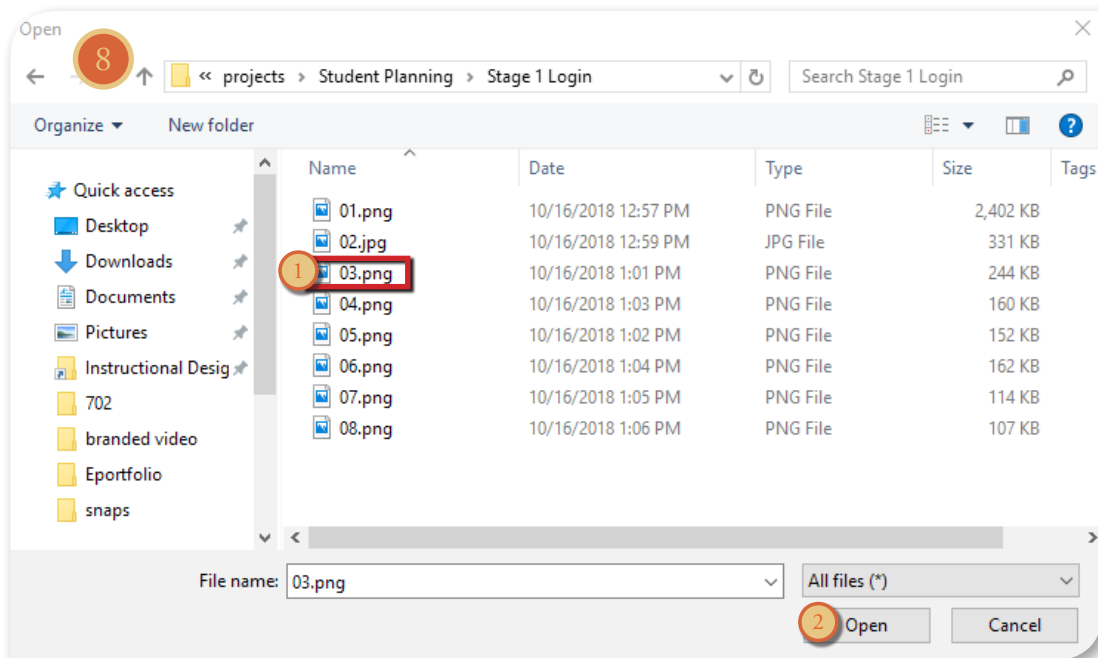 Open
8
« projects > Student Planning > Stage 1 Login
Search Stage 1 Login
Organize
New folder
Name Date Type Size Tags
Quick access
Desktop
Downloads
Documents
Pictures
Instructional Desig
702
branded video
Eportfolio
snaps
01.png 10/16/2018 12:57 PM PNG File 2,402 KB
02.jpg 10/16/2018 12:59 PM JPG File 331 KB
1 03.png 10/16/2018 1:01 PM PNG File 244 KB
04.png 10/16/2018 1:03 PM PNG File 160 KB
05.png 10/16/2018 1:02 PM PNG File 152 KB
06.png 10/16/2018 1:04 PM PNG File 162 KB
07.png 10/16/2018 1:05 PM PNG File 114 KB
08.png 10/16/2018 1:06 PM PNG File 107 KB
File name: 03.png
All files (*)
2 Open
Cancel